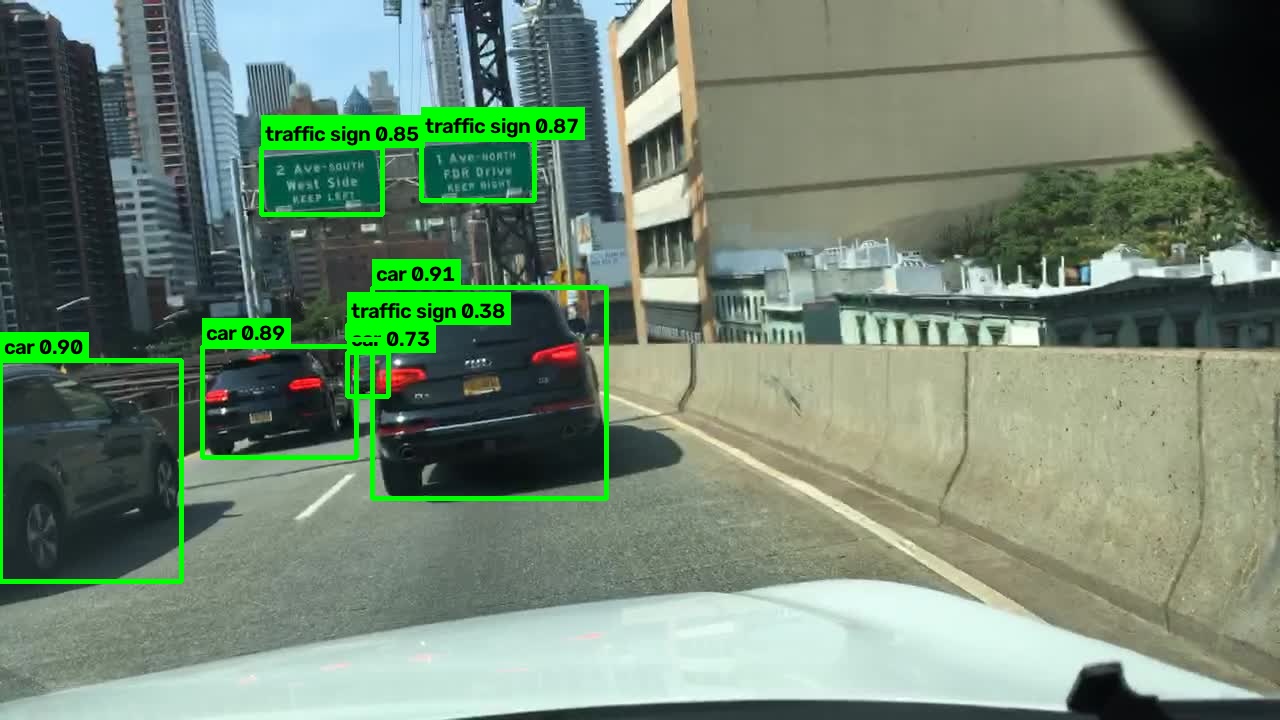 traffic sign 0.85
traffic sign 0.87
2 Ave-SOUTH
West Side
KEEP LEFT
1 Ave-NORTH
FDR Drive
KEEP RIGHT
car 0.91
traffic sign 0.38
car 0.73
car 0.89
car 0.90